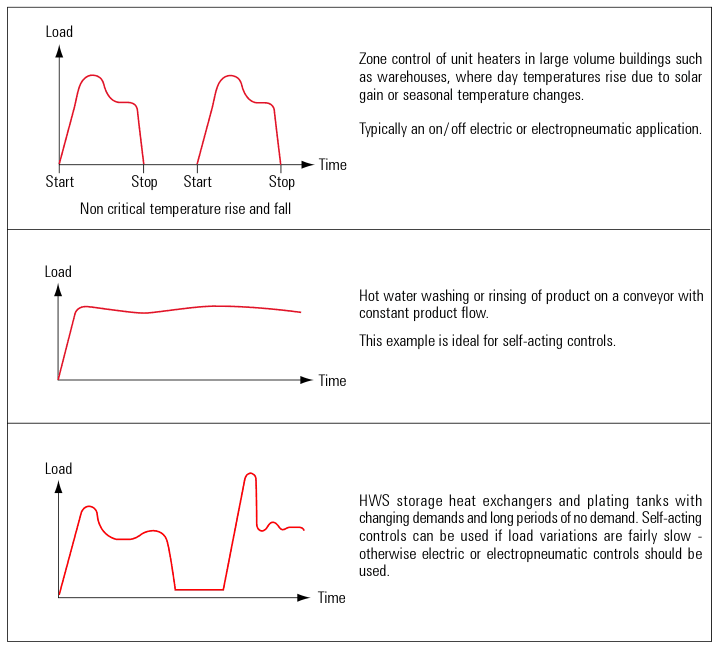 Load
Time
Start Stop Start Stop
Non critical temperature rise and fall
Zone control of unit heaters in large volume buildings such
as warehouses, where day temperatures rise due to solar
gain or seasonal temperature changes.
Typically an on/off electric or electropneumatic application.
Load
Time
Hot water washing or rinsing of product on a conveyor with
constant product flow.
This example is ideal for self-acting controls.
Load
Time
HWS storage heat exchangers and plating tanks with
changing demands and long periods of no demand. Self-acting
controls can be used if load variations are fairly slow -
otherwise electric or electropneumatic controls should be
used.